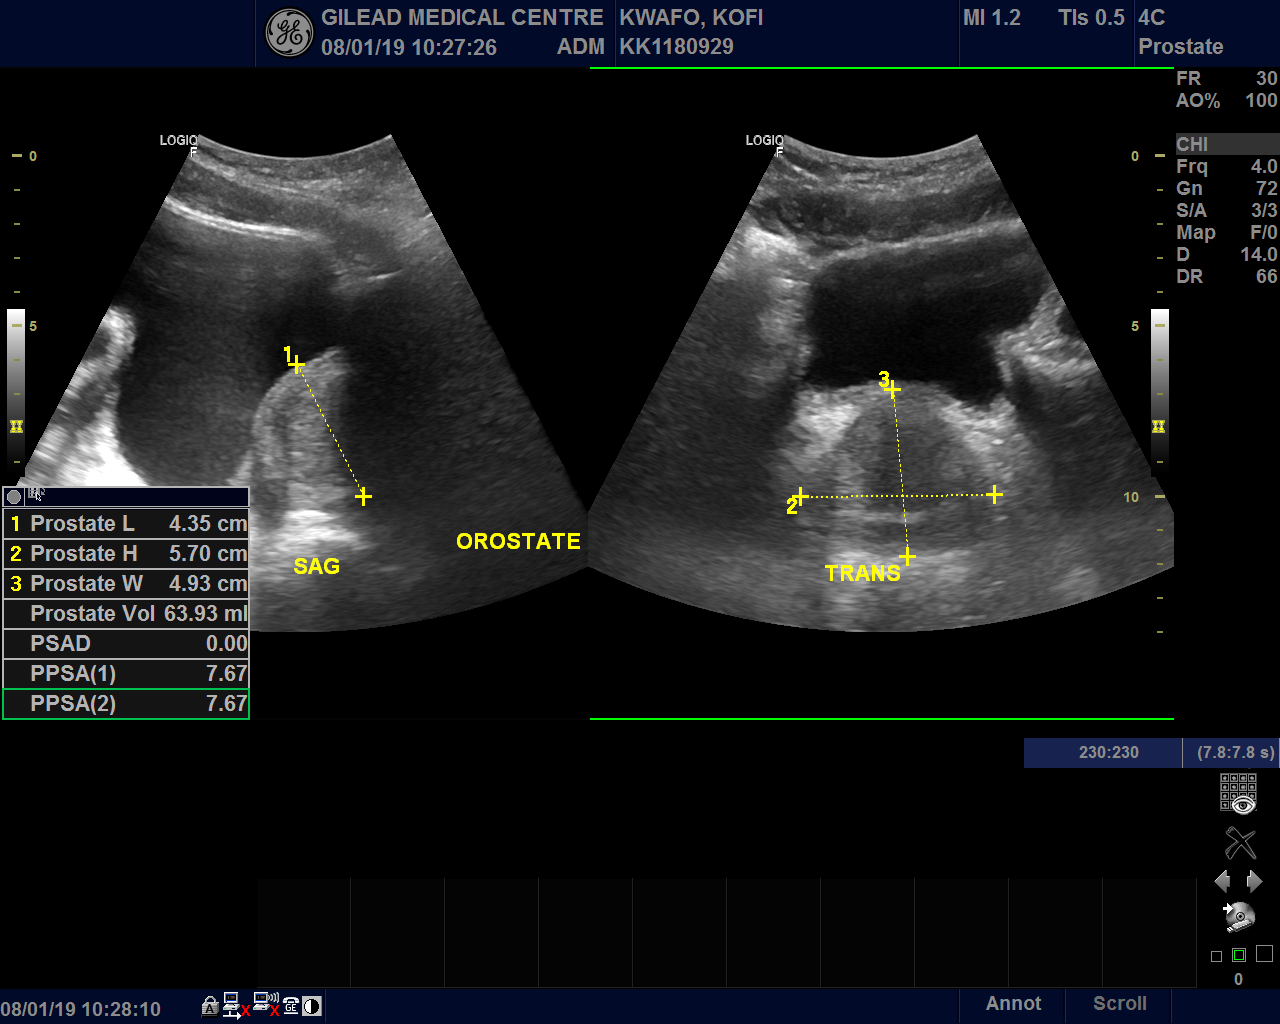 GILEAD MEDICAL CENTRE
08/01/19 10:27:26 ADM
KWAFO, KOFI
KK1180929
MI 1.2 TIs 0.5
4C
Prostate
FR 30
AO% 100
CHI
Frq 4.0
Gn 72
S/A 3/3
Map F/0
D 14.0
DR 66
LOGIQ
F
0
5
1
SAG
OROSTATE
LOGIQ
F
0
5
10
3
2
TRANS
1 Prostate L 4.35 cm
2 Prostate H 5.70 cm
3 Prostate W 4.93 cm
Prostate Vol 63.93 ml
PSAD 0.00
PPSA(1) 7.67
PPSA(2) 7.67
230:230 (7.8:7.8 s)
0
08/01/19 10:28:10
A
GE
Annot
Scroll